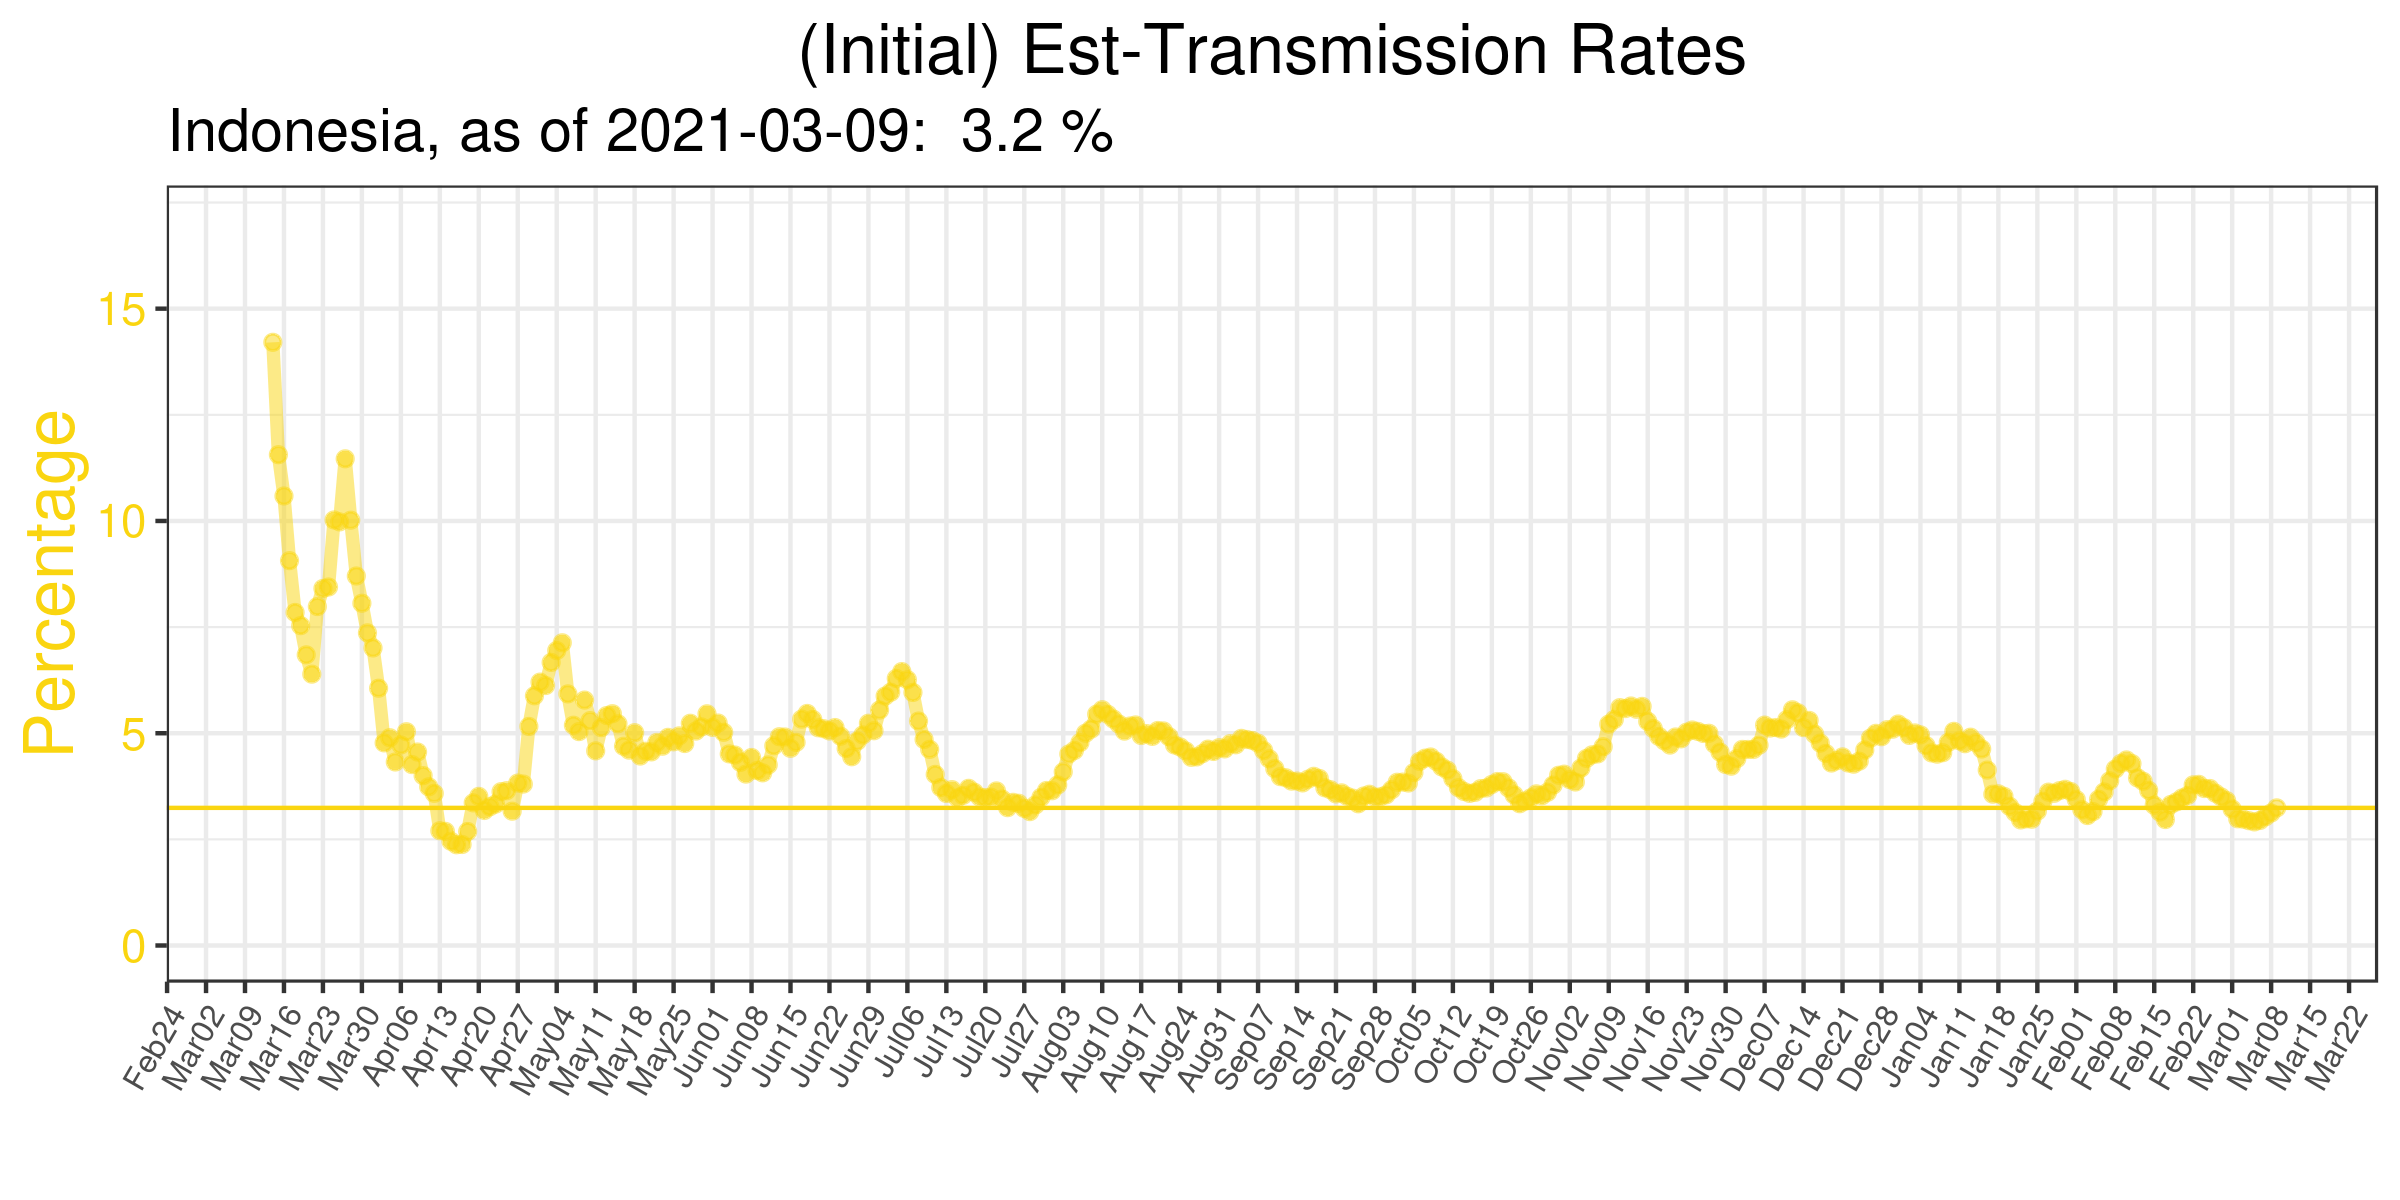 (Initial) Est-Transmission Rates
Indonesia, as of 2021-03-09:  3.2 %
Percentage
15
10
5
0
Feb24
Mar02
Mar09
Mar16
Mar23
Mar30
Apr06
Apr13
Apr20
Apr27
May04
May11
May18
May25
Jun01
Jun08
Jun15
Jun22
Jun29
Jul06
Jul13
Jul20
Jul27
Aug03
Aug10
Aug17
Aug24
Aug31
Sep07
Sep14
Sep21
Sep28
Oct05
Oct12
Oct19
Oct26
Nov02
Nov09
Nov16
Nov23
Nov30
Dec07
Dec14
Dec21
Dec28
Jan04
Jan11
Jan18
Jan25
Feb01
Feb08
Feb15
Feb22
Mar01
Mar08
Mar15
Mar22